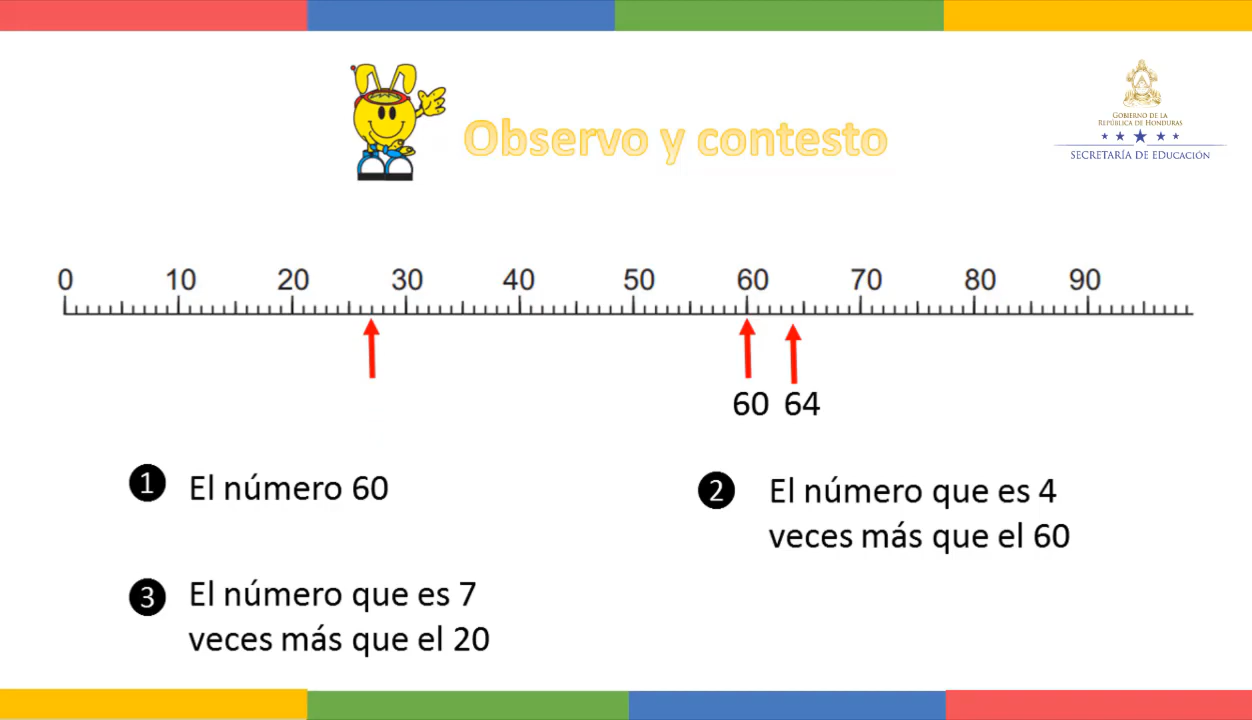 Observo y contesto
GOBIERNO DE LA
REPÚBLICA DE HONDURAS
SECRETARÍA DE EDUCACIÓN
0 10 20 30 40 50 60 70 80 90
60 64
1 El número 60
2 El número que es 4
veces más que el 60
3 El número que es 7
veces más que el 20